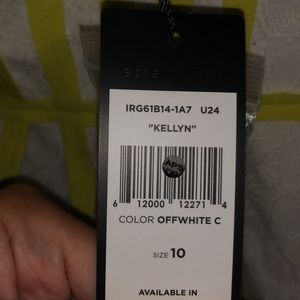 IRG61B14-1A7 U24
"KELLYN"
6 12000 12271 4
COLOR OFFWHITE C
SIZE 10
AVAILABLE IN